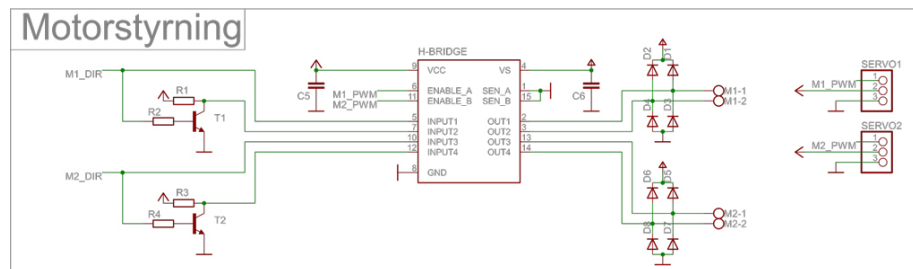 Motorstyrning
H-BRIDGE
M1_DIR
R1
R2
T1
C5
M1_PWM
M2_PWM
9 VCC VS 4
6 ENABLE_A SEN_A 1
11 ENABLE_B SEN_B 15
5 INPUT1 OUT1 2
7 INPUT2 OUT2 3
10 INPUT3 OUT3 13
12 INPUT4 OUT4 14
8 GND
C6
D2 D1
D4 D3
M1-1
M1-2
SERVO1
M1_PWM
1
2
3
SERVO2
M2_PWM
1
2
3
M2_DIR
R3
R4
T2
D6 D5
D8 D7
M2-1
M2-2